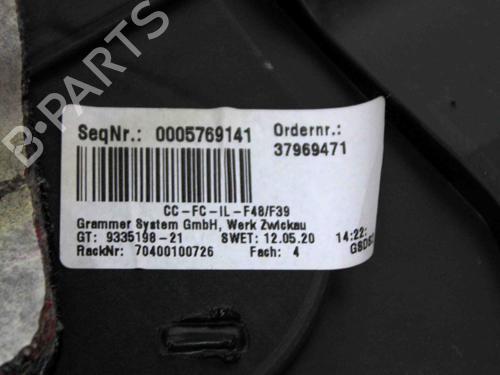 B-PARTS
SeqNr.: 0005769141
Ordernr.:
37969471
CC-FC-IL-F48/F39
Grammer System GmbH, Werk Zwickau
GT: 9335198-21 SWET: 12.05.20 14:22:
RackNr: 70400100726 Fach: 4